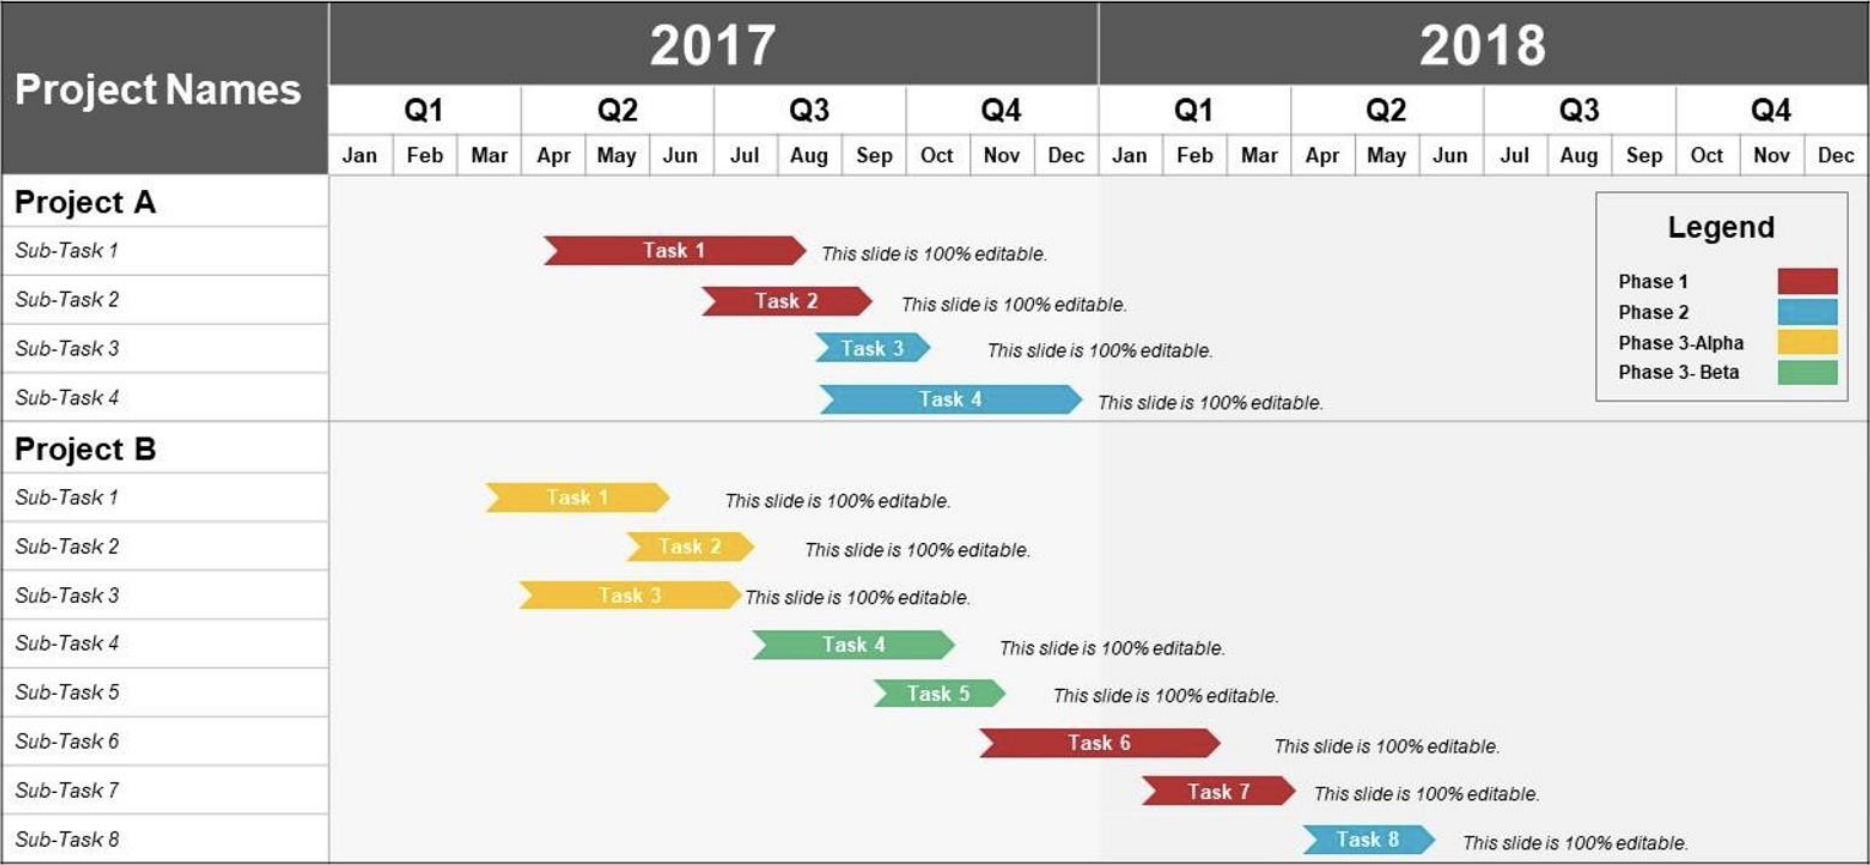 Project Names
2017 2018
Q1 Q2 Q3 Q4 Q1 Q2 Q3 Q4
Jan Feb Mar Apr May Jun Jul Aug Sep Oct Nov Dec Jan Feb Mar Apr May Jun Jul Aug Sep Oct Nov Dec
Project A
Sub-Task 1 Task 1 This slide is 100% editable.
Sub-Task 2 Task 2 This slide is 100% editable.
Sub-Task 3 Task 3 This slide is 100% editable.
Sub-Task 4 Task 4 This slide is 100% editable.
Legend
Phase 1
Phase 2
Phase 3-Alpha
Phase 3- Beta
Project B
Sub-Task 1 Task 1 This slide is 100% editable.
Sub-Task 2 Task 2 This slide is 100% editable.
Sub-Task 3 Task 3 This slide is 100% editable.
Sub-Task 4 Task 4 This slide is 100% editable.
Sub-Task 5 Task 5 This slide is 100% editable.
Sub-Task 6 Task 6 This slide is 100% editable.
Sub-Task 7 Task 7 This slide is 100% editable.
Sub-Task 8 Task 8 This slide is 100% editable.